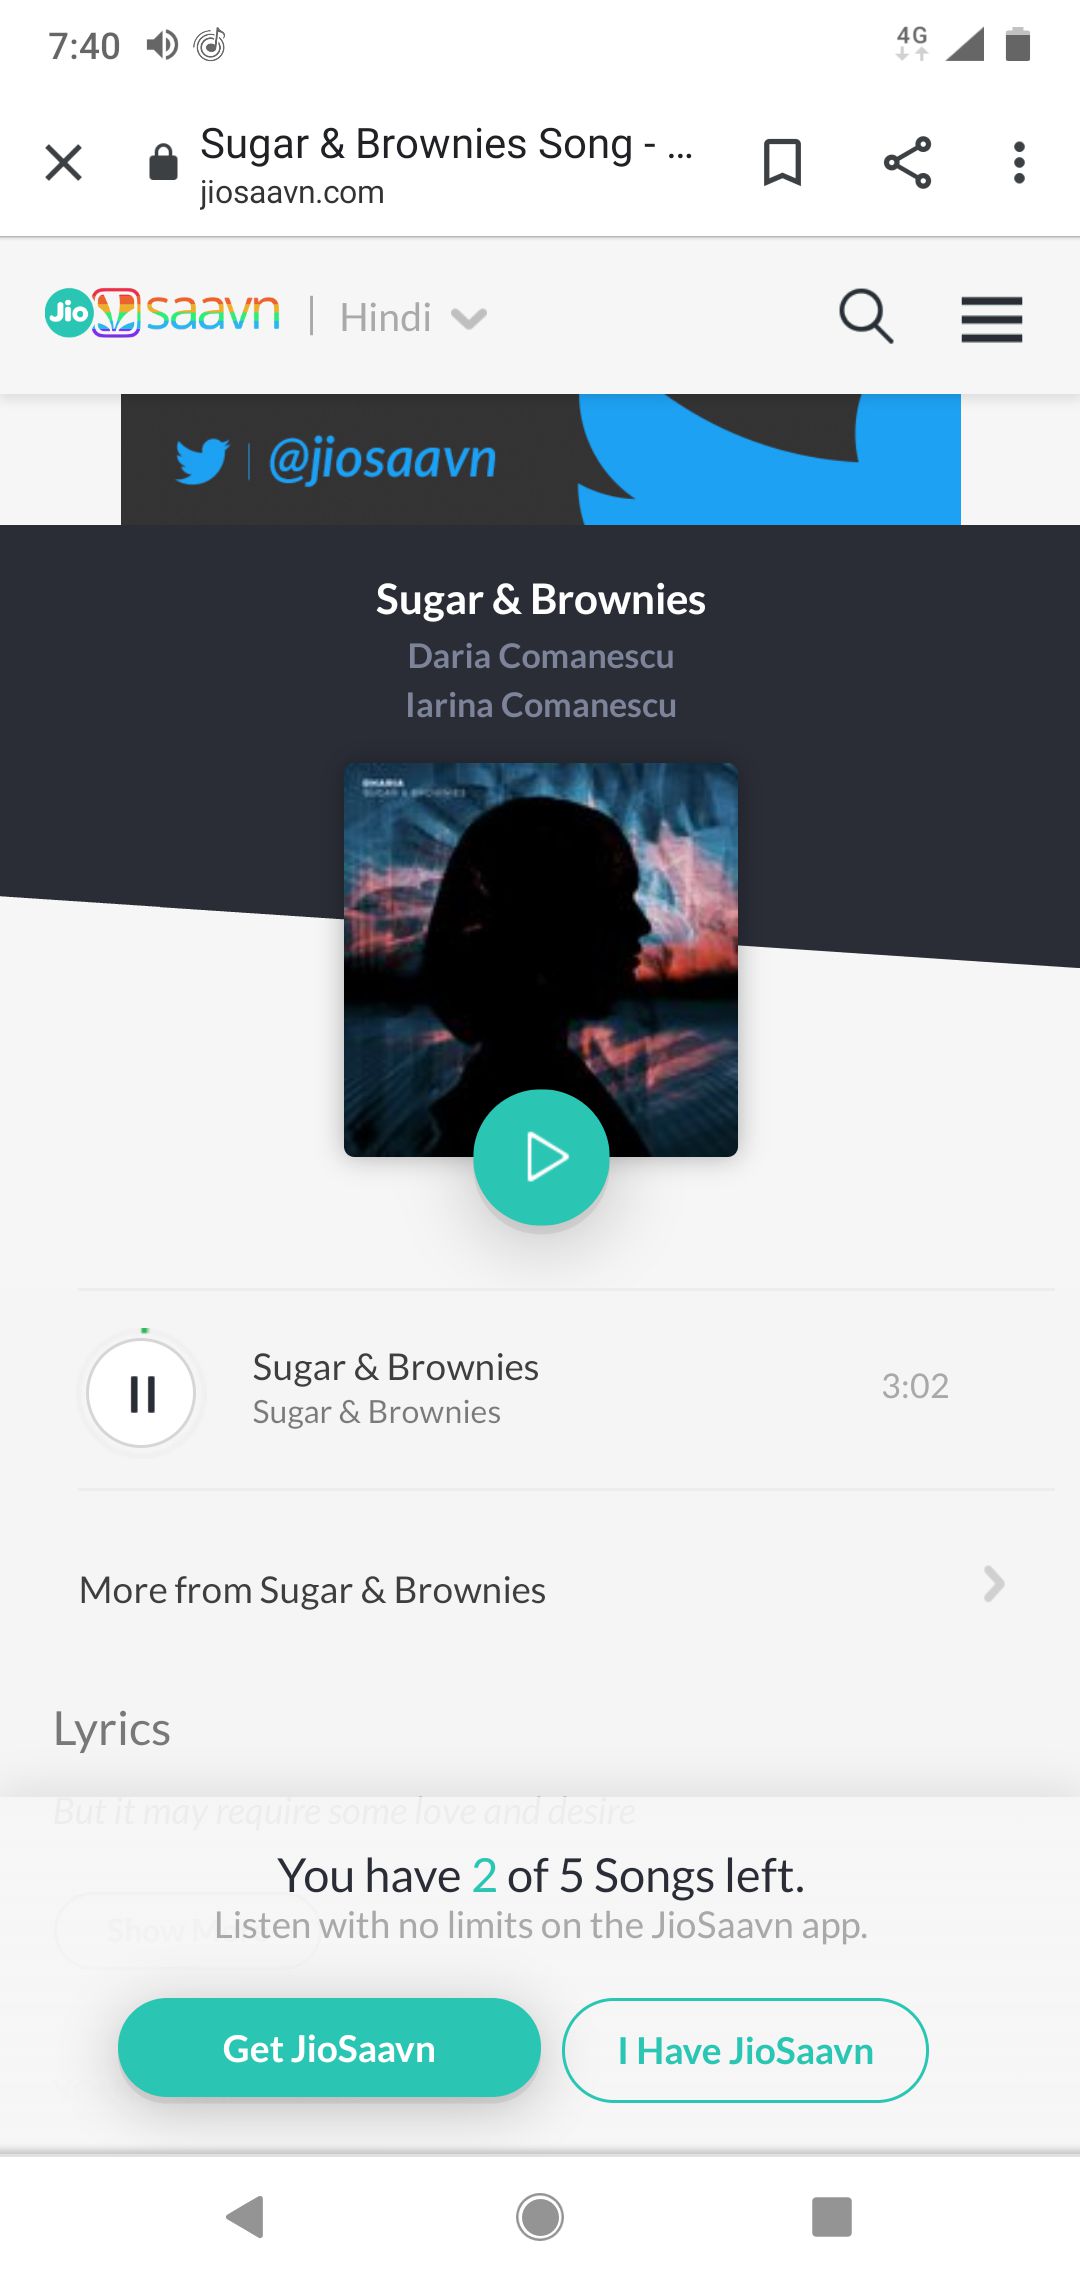 7:40
4G
Sugar & Brownies Song - ...
jiosaavn.com
Jio saavn | Hindi
@jiosaavn
Sugar & Brownies
Daria Comanescu
Iarina Comanescu
DHARIA
SUGAR & BROWNIES
Sugar & Brownies
Sugar & Brownies
3:02
More from Sugar & Brownies
Lyrics
But it may require some love and desire
You have 2 of 5 Songs left.
Show
Listen with no limits on the JioSaavn app.
Get JioSaavn
I Have JioSaavn